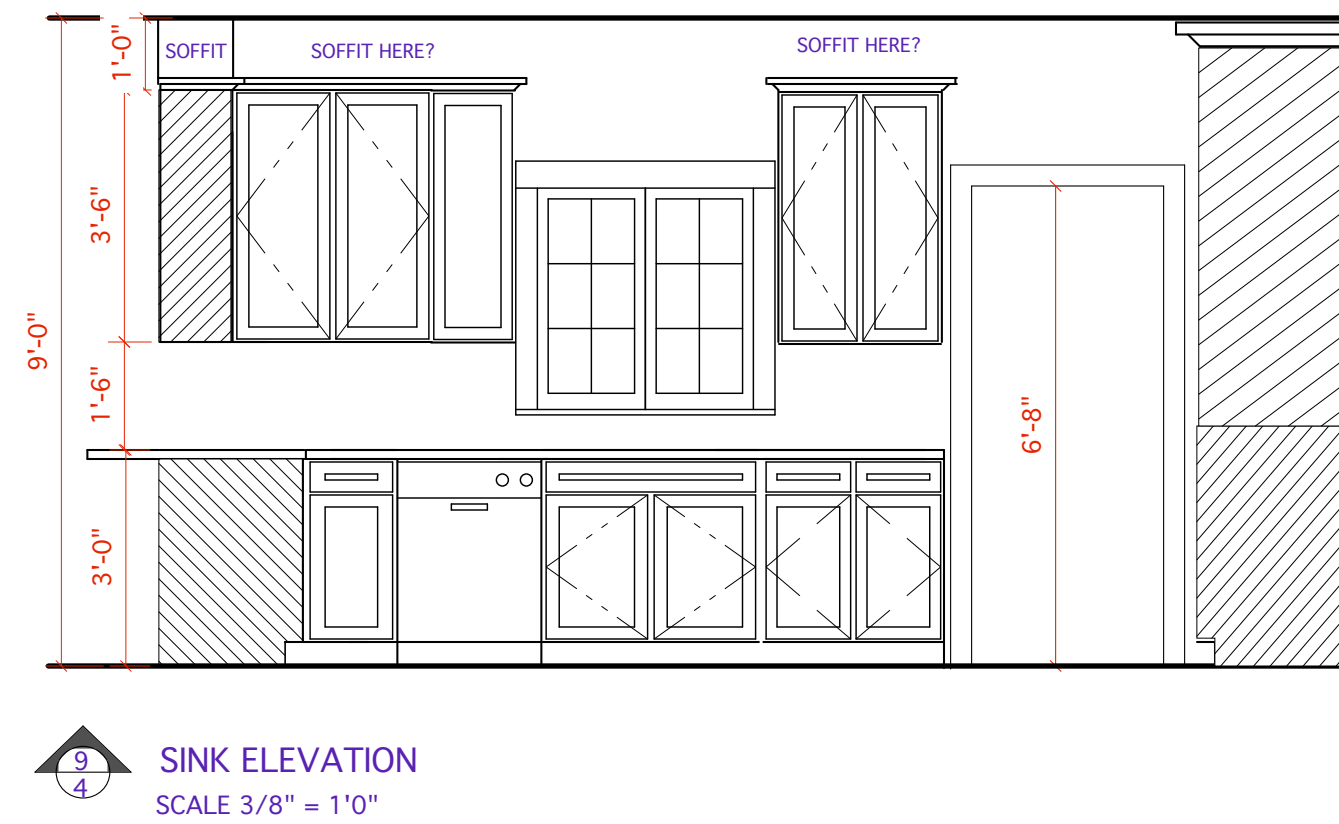 SOFFIT
SOFFIT HERE?
SOFFIT HERE?
1'-0"
3'-6"
9'-0"
1'-6"
6'-8"
3'-0"
9
4
SINK ELEVATION
SCALE 3/8" = 1'0"